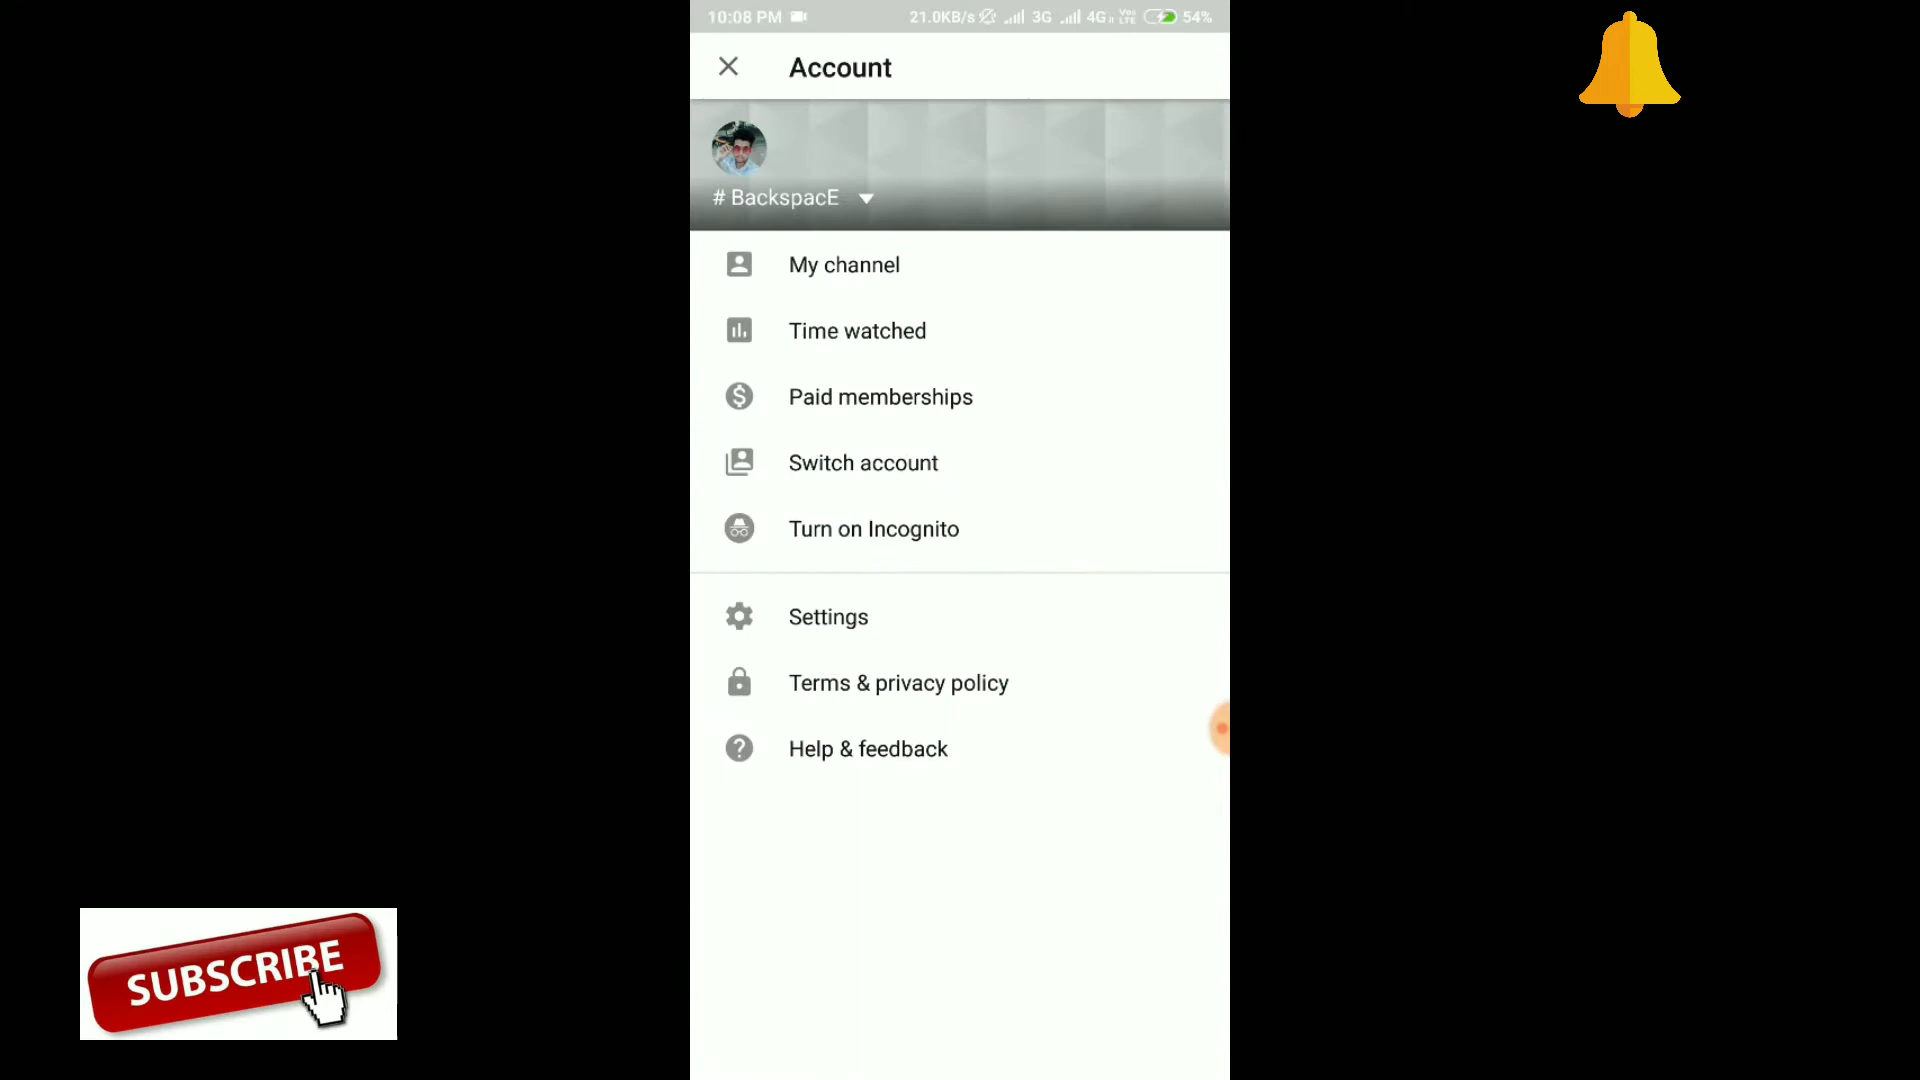 10:08 PM 21.0KB/s 3G 4G VoLTE 54%
Account
# BackspacE
My channel
Time watched
Paid memberships
Switch account
Turn on Incognito
Settings
Terms & privacy policy
Help & feedback
SUBSCRIBE